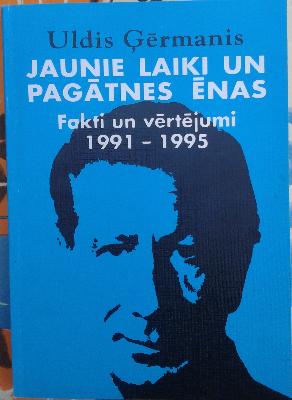 Uldis Ģērmanis
JAUNIE LAIKI UN
PAGĀTNES ĒNAS
Fakti un vērtējumi
1991 – 1995